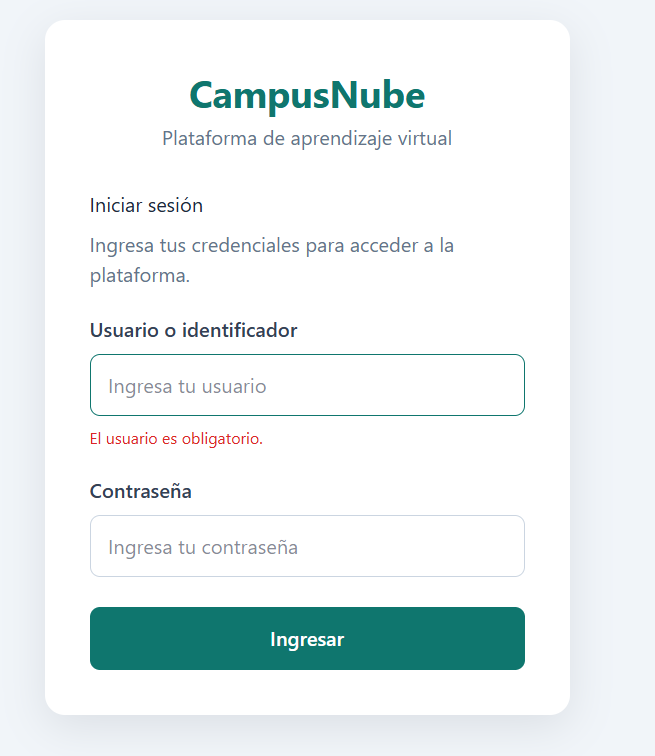 CampusNube
Plataforma de aprendizaje virtual
Iniciar sesión
Ingresa tus credenciales para acceder a la
plataforma.
Usuario o identificador
Ingresa tu usuario
El usuario es obligatorio.
Contraseña
Ingresa tu contraseña
Ingresar